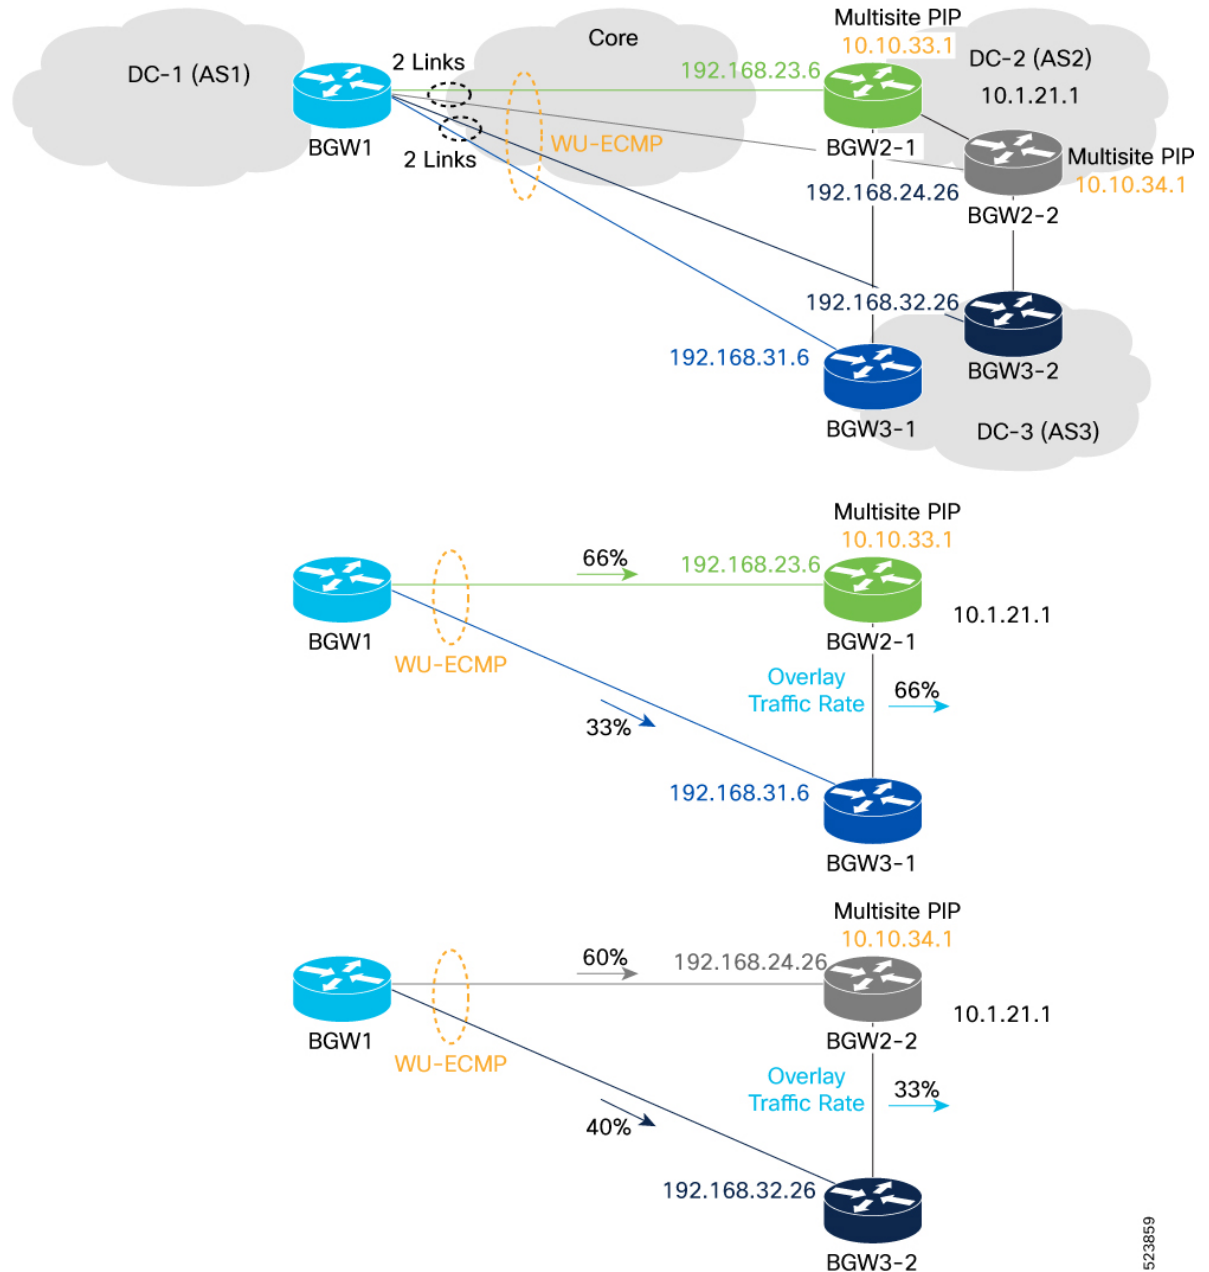 Multisite PIP
10.10.33.1
Core
DC-1 (AS1)
2 Links
192.168.23.6
DC-2 (AS2)
10.1.21.1
BGW1
2 Links
WU-ECMP
BGW2-1
Multisite PIP
10.10.34.1
192.168.24.26
BGW2-2
192.168.32.26
192.168.31.6
BGW3-2
BGW3-1
DC-3 (AS3)
Multisite PIP
10.10.33.1
66%
192.168.23.6
10.1.21.1
BGW1
BGW2-1
WU-ECMP
Overlay
Traffic Rate
66%
33%
192.168.31.6
BGW3-1
Multisite PIP
10.10.34.1
60%
192.168.24.26
10.1.21.1
BGW1
BGW2-2
WU-ECMP
Overlay
Traffic Rate
33%
40%
192.168.32.26
BGW3-2
523859